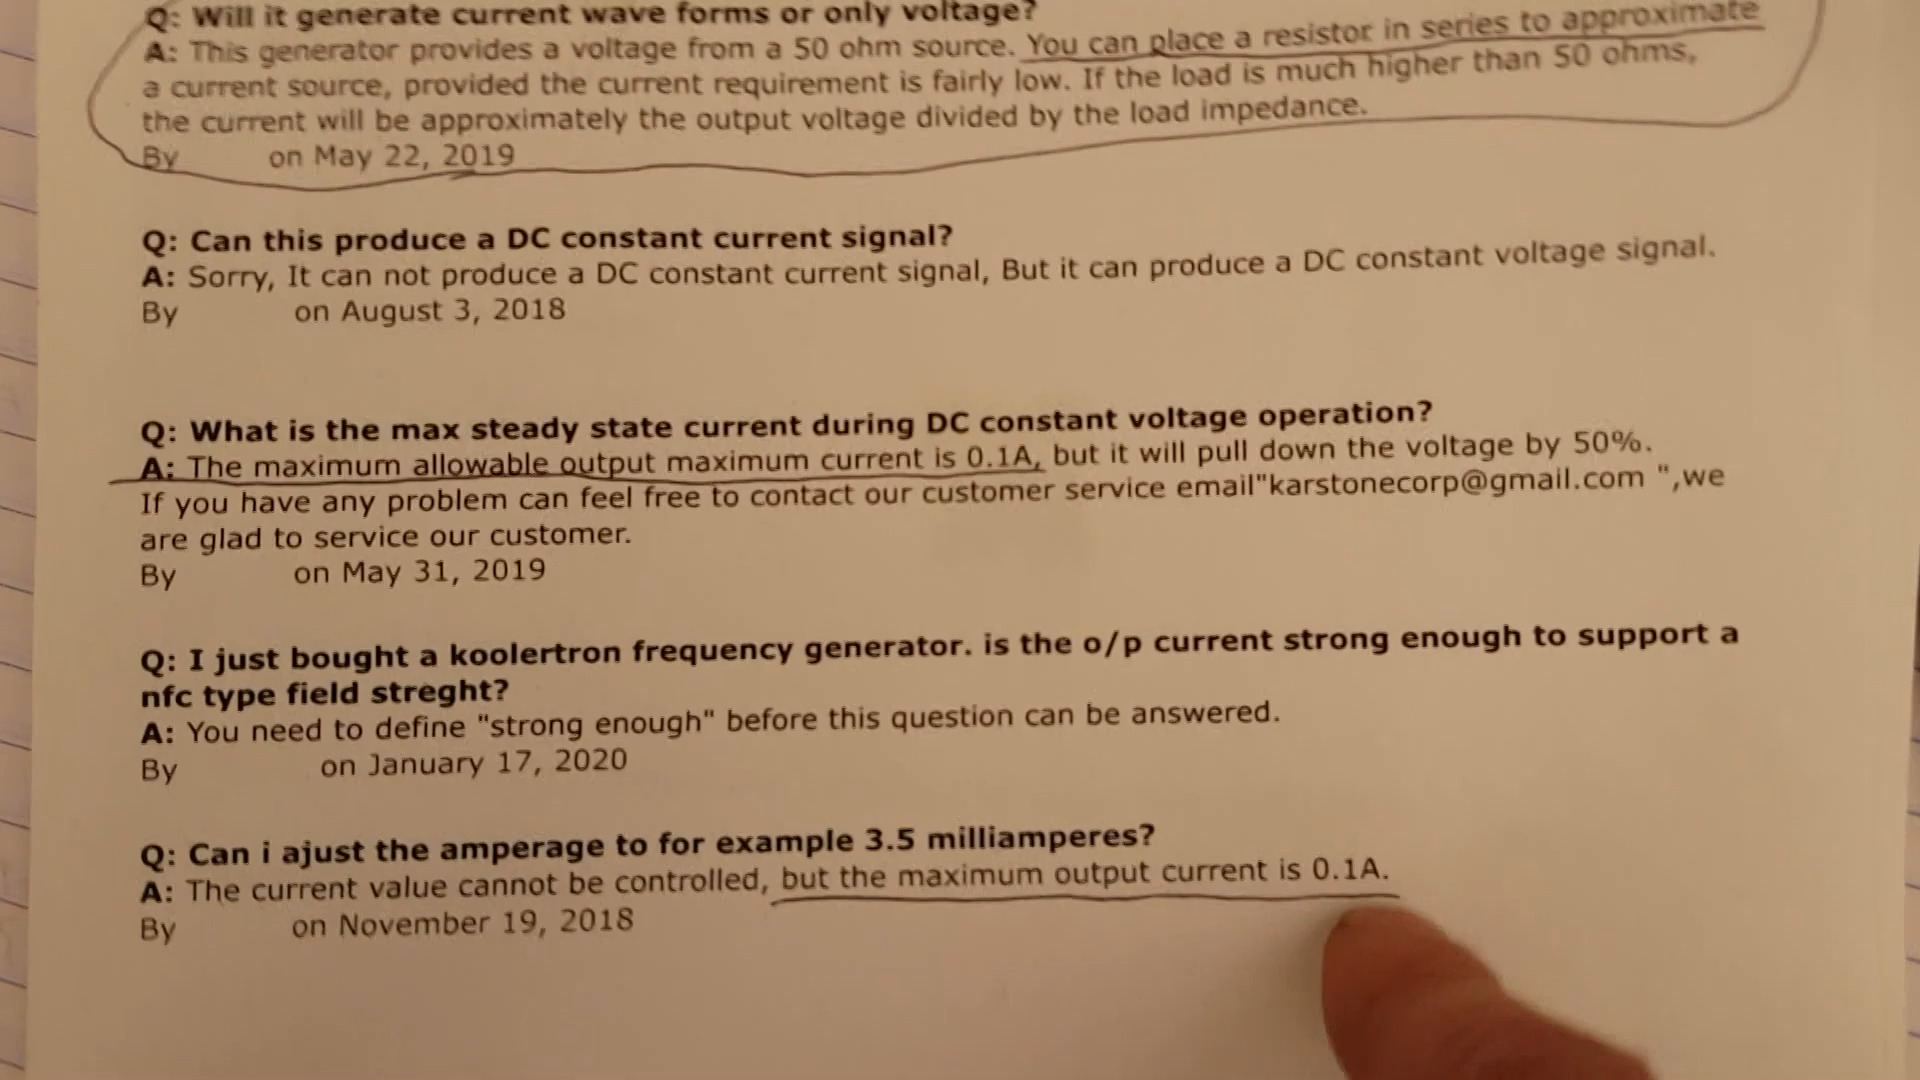 Q: Will it generate current wave forms or only voltage?
A: This generator provides a voltage from a 50 ohm source. You can place a resistor in series to approximate
a current source, provided the current requirement is fairly low. If the load is much higher than 50 ohms,
the current will be approximately the output voltage divided by the load impedance.
By on May 22, 2019
Q: Can this produce a DC constant current signal?
A: Sorry, It can not produce a DC constant current signal, But it can produce a DC constant voltage signal.
By on August 3, 2018
Q: What is the max steady state current during DC constant voltage operation?
A: The maximum allowable output maximum current is 0.1A, but it will pull down the voltage by 50%.
If you have any problem can feel free to contact our customer service email"karstonecorp@gmail.com ",we
are glad to service our customer.
By on May 31, 2019
Q: I just bought a koolertron frequency generator. is the o/p current strong enough to support a
nfc type field streght?
A: You need to define "strong enough" before this question can be answered.
By on January 17, 2020
Q: Can i ajust the amperage to for example 3.5 milliamperes?
A: The current value cannot be controlled, but the maximum output current is 0.1A.
By on November 19, 2018